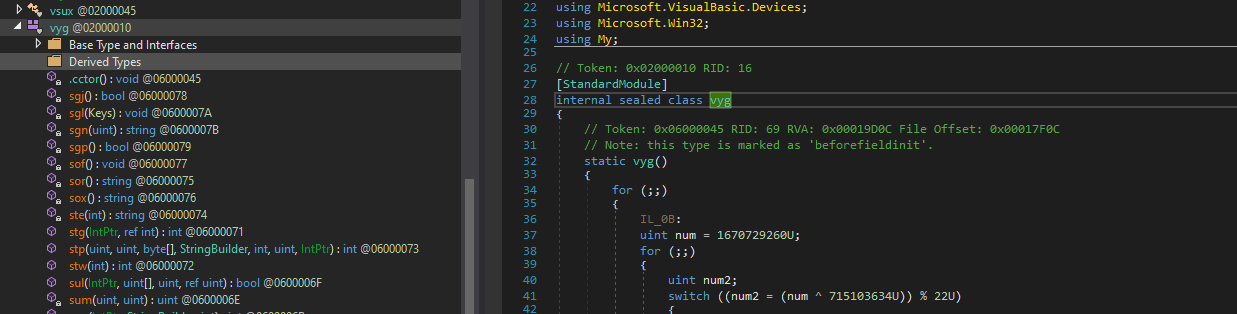 vsux @02000045
vyg @02000010
Base Type and Interfaces
Derived Types
.cctor() : void @06000045
sgj() : bool @06000078
sgl(Keys) : void @0600007A
sgn(uint) : string @0600007B
sgp() : bool @06000079
sof() : void @06000077
sor() : string @06000075
sox() : string @06000076
ste(int) : string @06000074
stg(IntPtr, ref int) : int @06000071
stp(uint, uint, byte[], StringBuilder, int, uint, IntPtr) : int @06000073
stw(int) : int @06000072
sul(IntPtr, uint[], uint, ref uint) : bool @0600006F
sum(uint, uint) : uint @0600006E
22 using Microsoft.VisualBasic.Devices;
23 using Microsoft.Win32;
24 using My;
25
26 // Token: 0x02000010 RID: 16
27 [StandardModule]
28 internal sealed class vyg
29 {
30 // Token: 0x06000045 RID: 69 RVA: 0x00019D0C File Offset: 0x00017F0C
31 // Note: this type is marked as 'beforefieldinit'.
32 static vyg()
33 {
34 for (;;)
35 {
36 IL_0B:
37 uint num = 1670729260U;
38 for (;;)
39 {
40 uint num2;
41 switch ((num2 = (num ^ 715103634U)) % 22U)
42 {